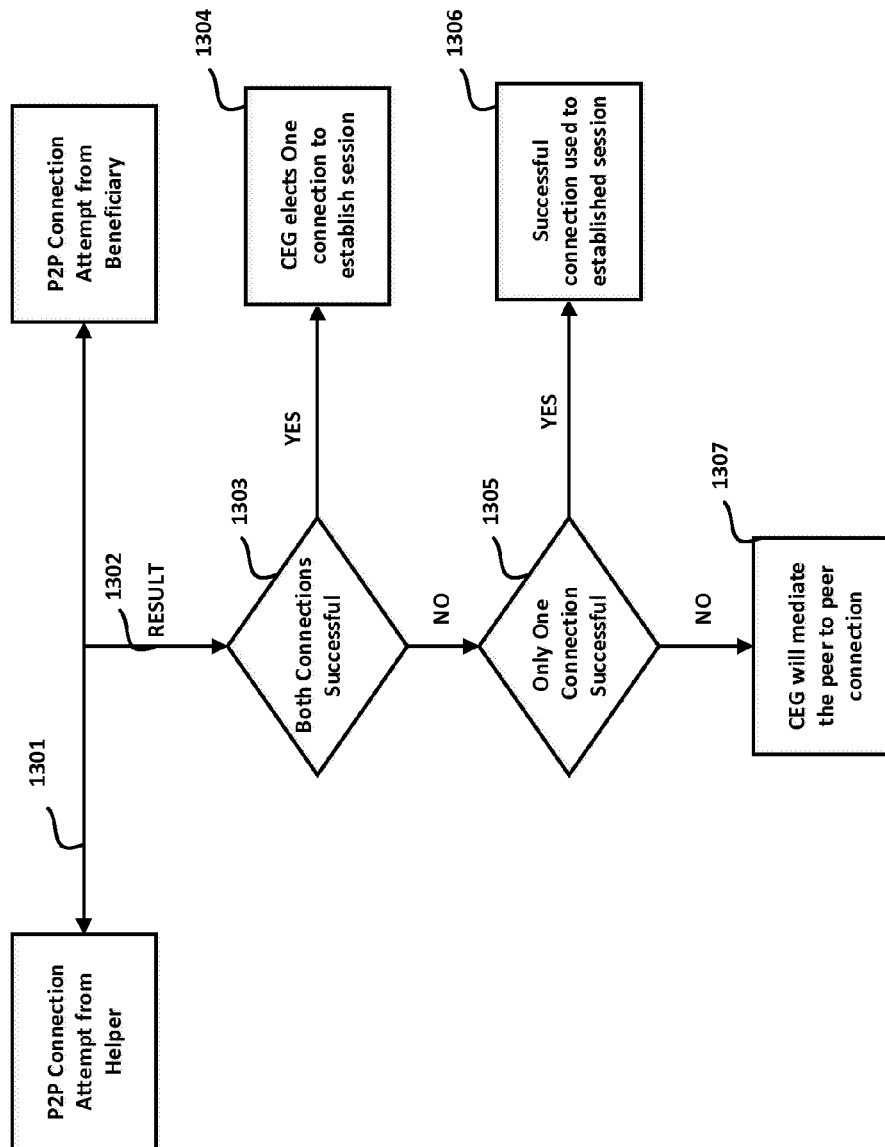 P2P Connection
Attempt from
Helper
1301
P2P Connection
Attempt from
Beneficiary
1302
RESULT
1303
Both Connections
Successful
YES
1304
CEG elects One
connection to
establish session
NO
1305
Only One
Connection
Successful
YES
1306
Successful
connection used to
established session
NO
1307
CEG will mediate
the peer to peer
connection